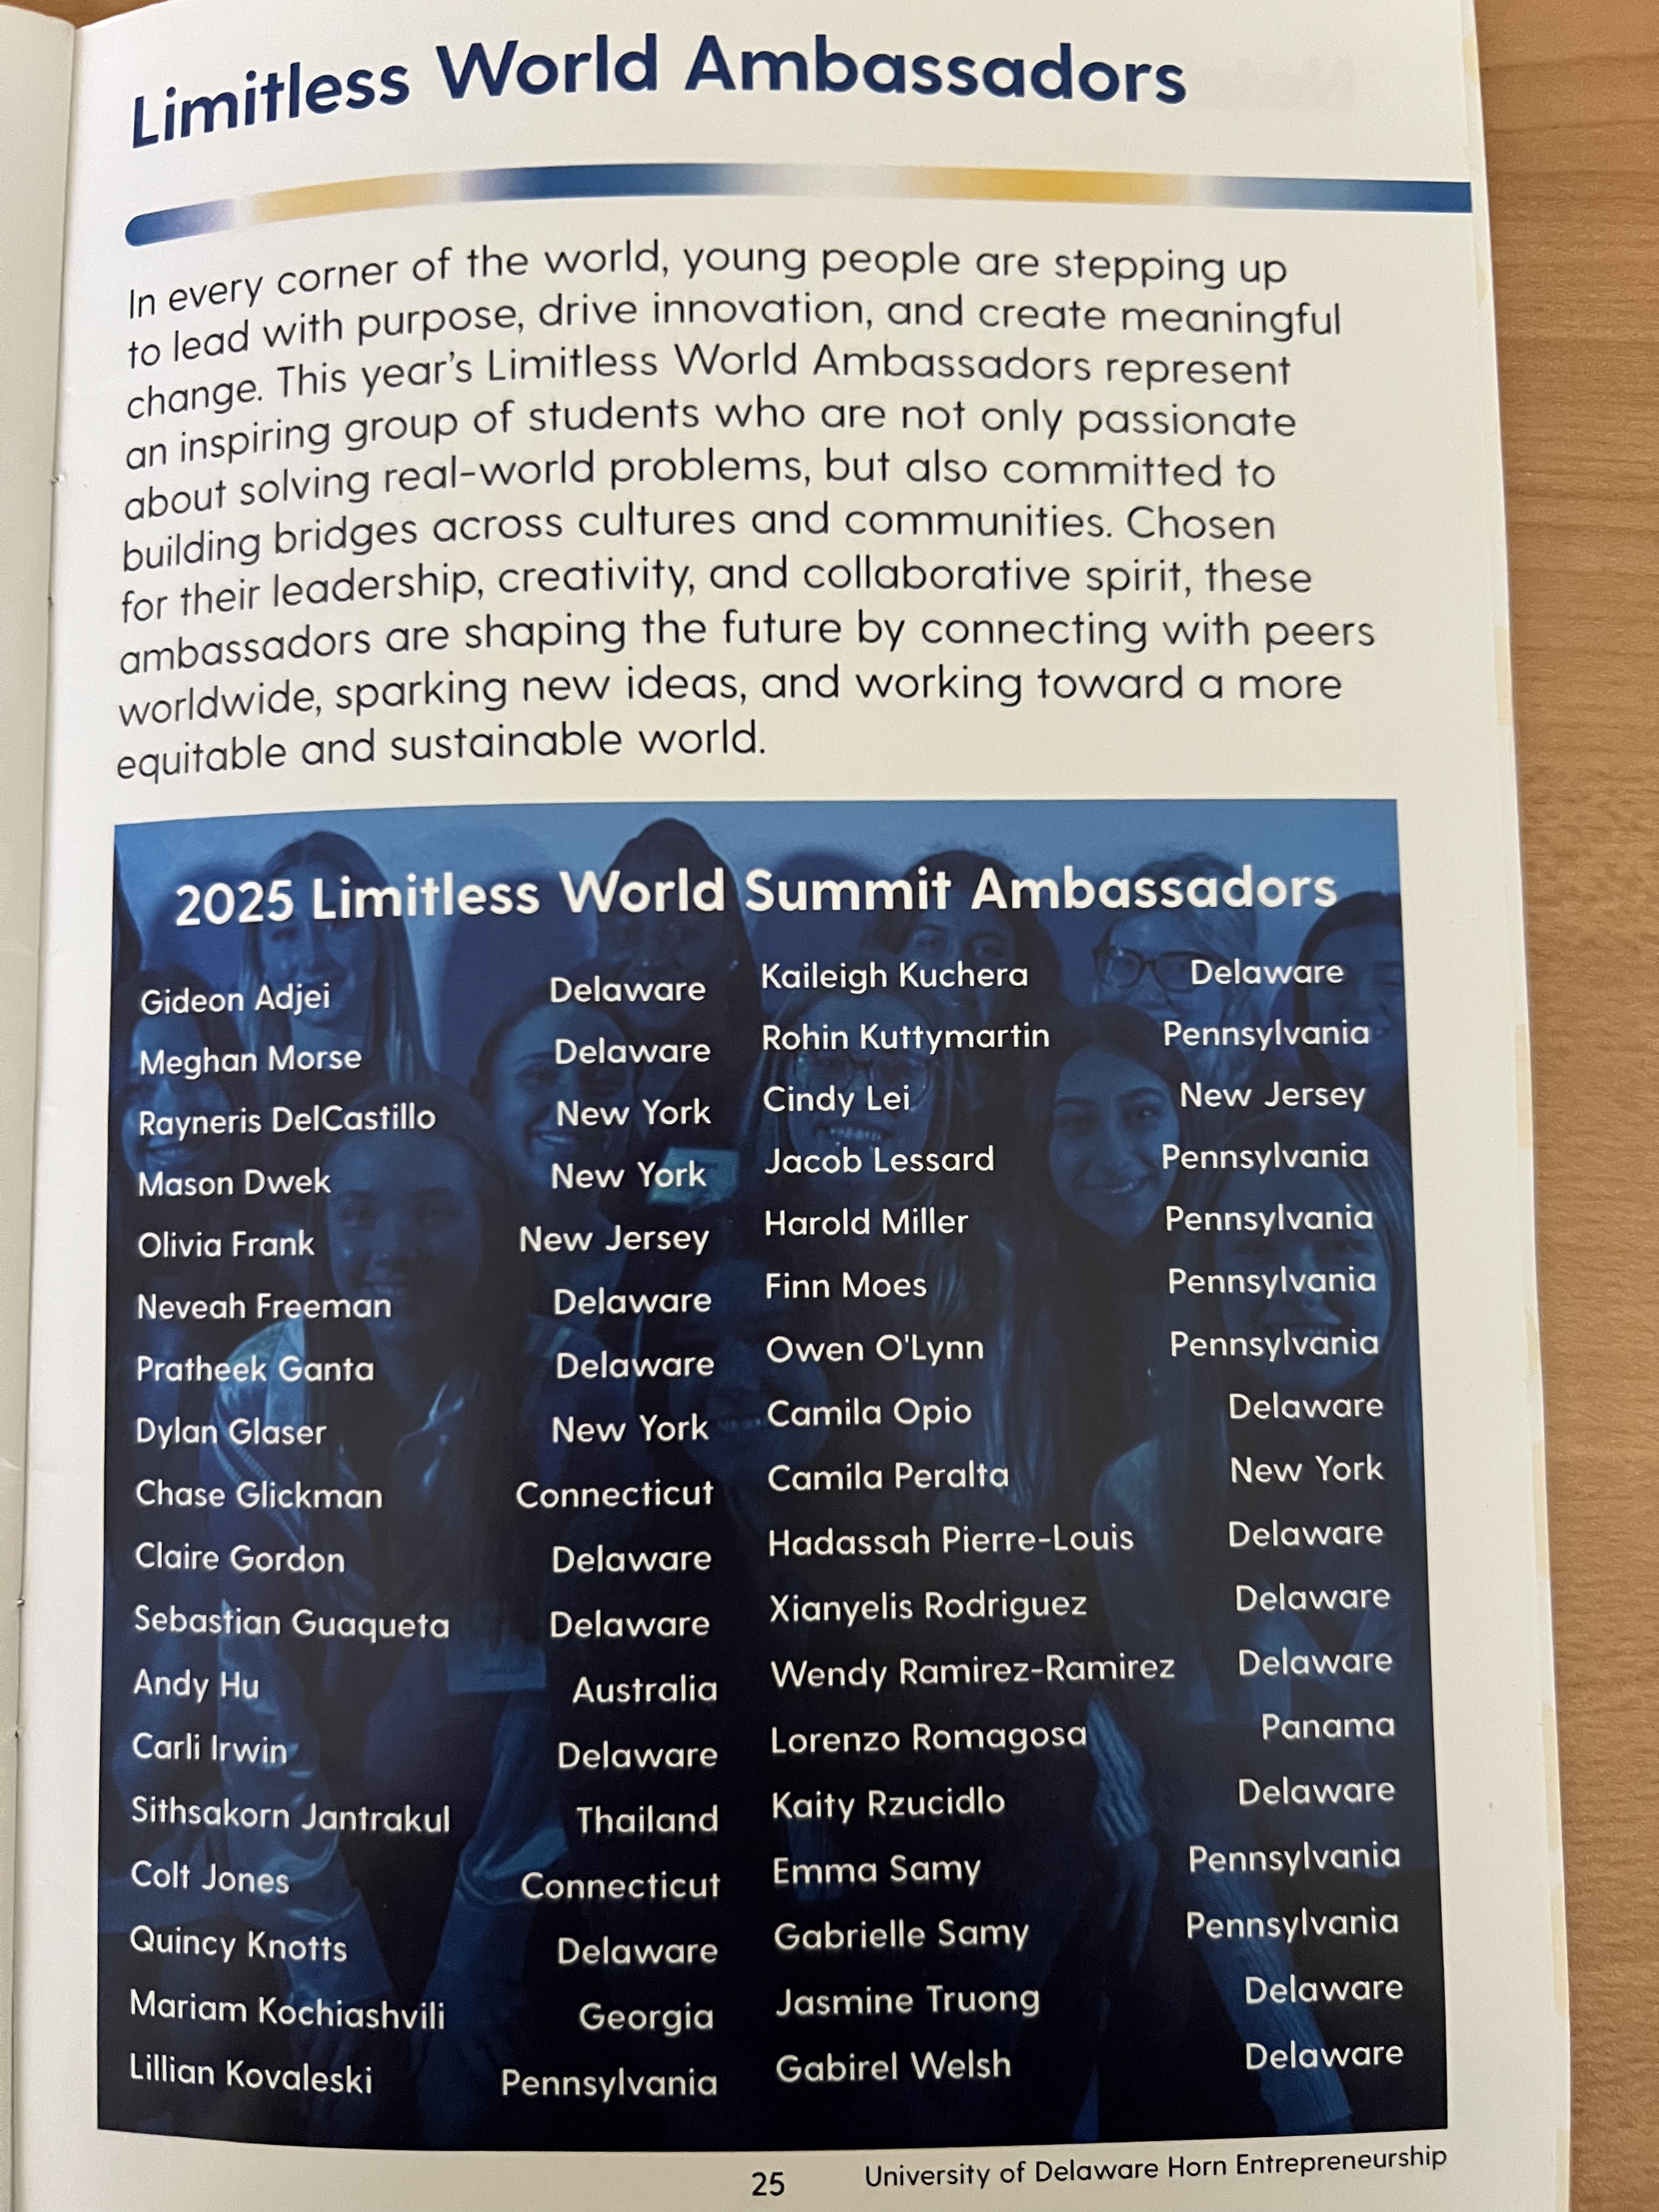 Limitless World Ambassadors
In every corner of the world, young people are stepping up
to lead with purpose, drive innovation, and create meaningful
change. This year's Limitless World Ambassadors represent
an inspiring group of students who are not only passionate
about solving real-world problems, but also committed to
building bridges across cultures and communities. Chosen
for their leadership, creativity, and collaborative spirit, these
ambassadors are shaping the future by connecting with peers
worldwide, sparking new ideas, and working toward a more
equitable and sustainable world.
2025 Limitless World Summit Ambassadors
Gideon Adjei Delaware
Meghan Morse Delaware
Rayneris DelCastillo New York
Mason Dwek New York
Olivia Frank New Jersey
Neveah Freeman Delaware
Pratheek Ganta Delaware
Dylan Glaser New York
Chase Glickman Connecticut
Claire Gordon Delaware
Sebastian Guaqueta Delaware
Andy Hu Australia
Carli Irwin Delaware
Sithsakorn Jantrakul Thailand
Colt Jones Connecticut
Quincy Knotts Delaware
Mariam Kochiashvili Georgia
Lillian Kovaleski Pennsylvania
Kaileigh Kuchera Delaware
Rohin Kuttymartin Pennsylvania
Cindy Lei New Jersey
Jacob Lessard Pennsylvania
Harold Miller Pennsylvania
Finn Moes Pennsylvania
Owen O'Lynn Pennsylvania
Camila Opio Delaware
Camila Peralta New York
Hadassah Pierre-Louis Delaware
Xianyelis Rodriguez Delaware
Wendy Ramirez-Ramirez Delaware
Lorenzo Romagosa Panama
Kaity Rzucidlo Delaware
Emma Samy Pennsylvania
Gabrielle Samy Pennsylvania
Jasmine Truong Delaware
Gabirel Welsh Delaware
25 University of Delaware Horn Entrepreneurship